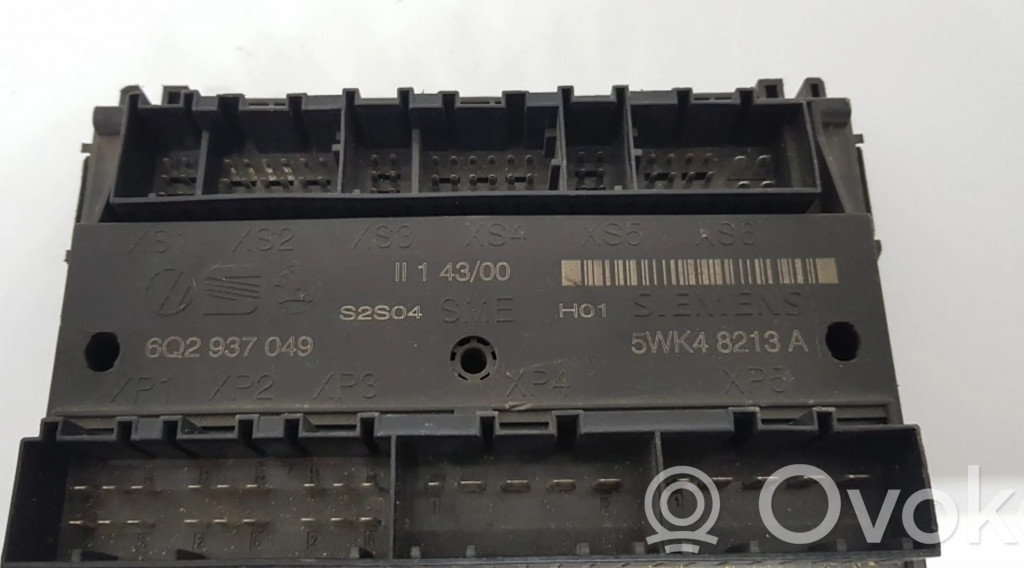 XS1 XS2 XS3 XS4 XS5 XS6
II 1 43/00
S2S04 SME H01 SIEMENS
6Q2 937 049 5WK4 8213 A
XP1 XP2 XP3 XP4 XP5
Ovok